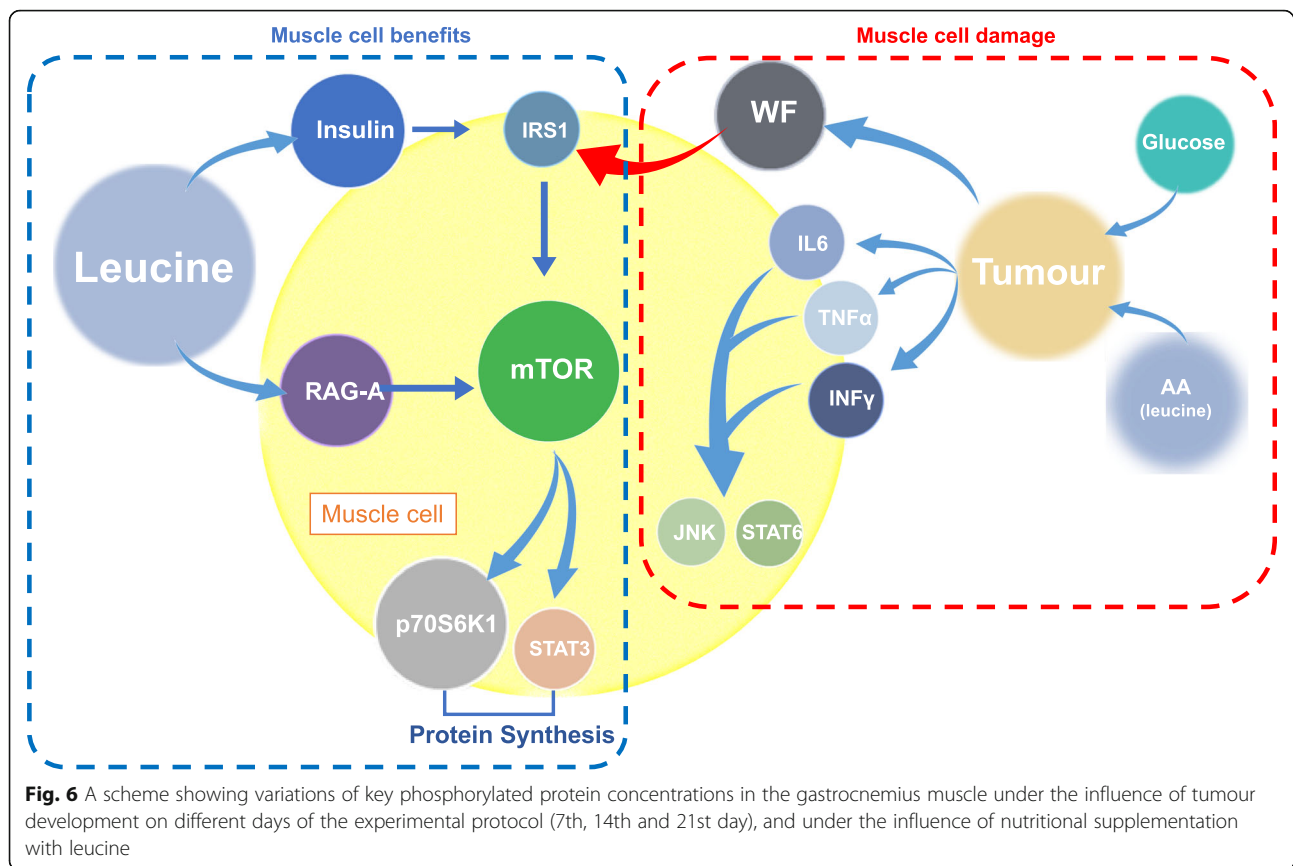 Muscle cell benefits
Muscle cell damage
Insulin
IRS1
WF
Glucose
Leucine
IL6
Tumour
TNFα
RAG-A
mTOR
INFγ
AA
(leucine)
Muscle cell
JNK
STAT6
p70S6K1
STAT3
Protein Synthesis
Fig. 6 A scheme showing variations of key phosphorylated protein concentrations in the gastrocnemius muscle under the influence of tumour
development on different days of the experimental protocol (7th, 14th and 21st day), and under the influence of nutritional supplementation
with leucine